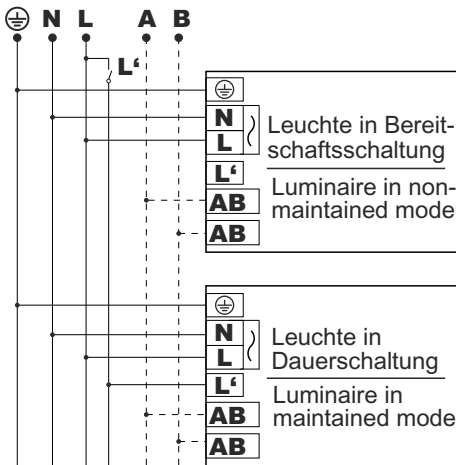 N L A B
L‘
N
L
L‘
AB
AB
Leuchte in Bereit-
schaftsschaltung
Luminaire in non-
maintained mode
N
L
L‘
AB
AB
Leuchte in
Dauerschaltung
Luminaire in
maintained mode